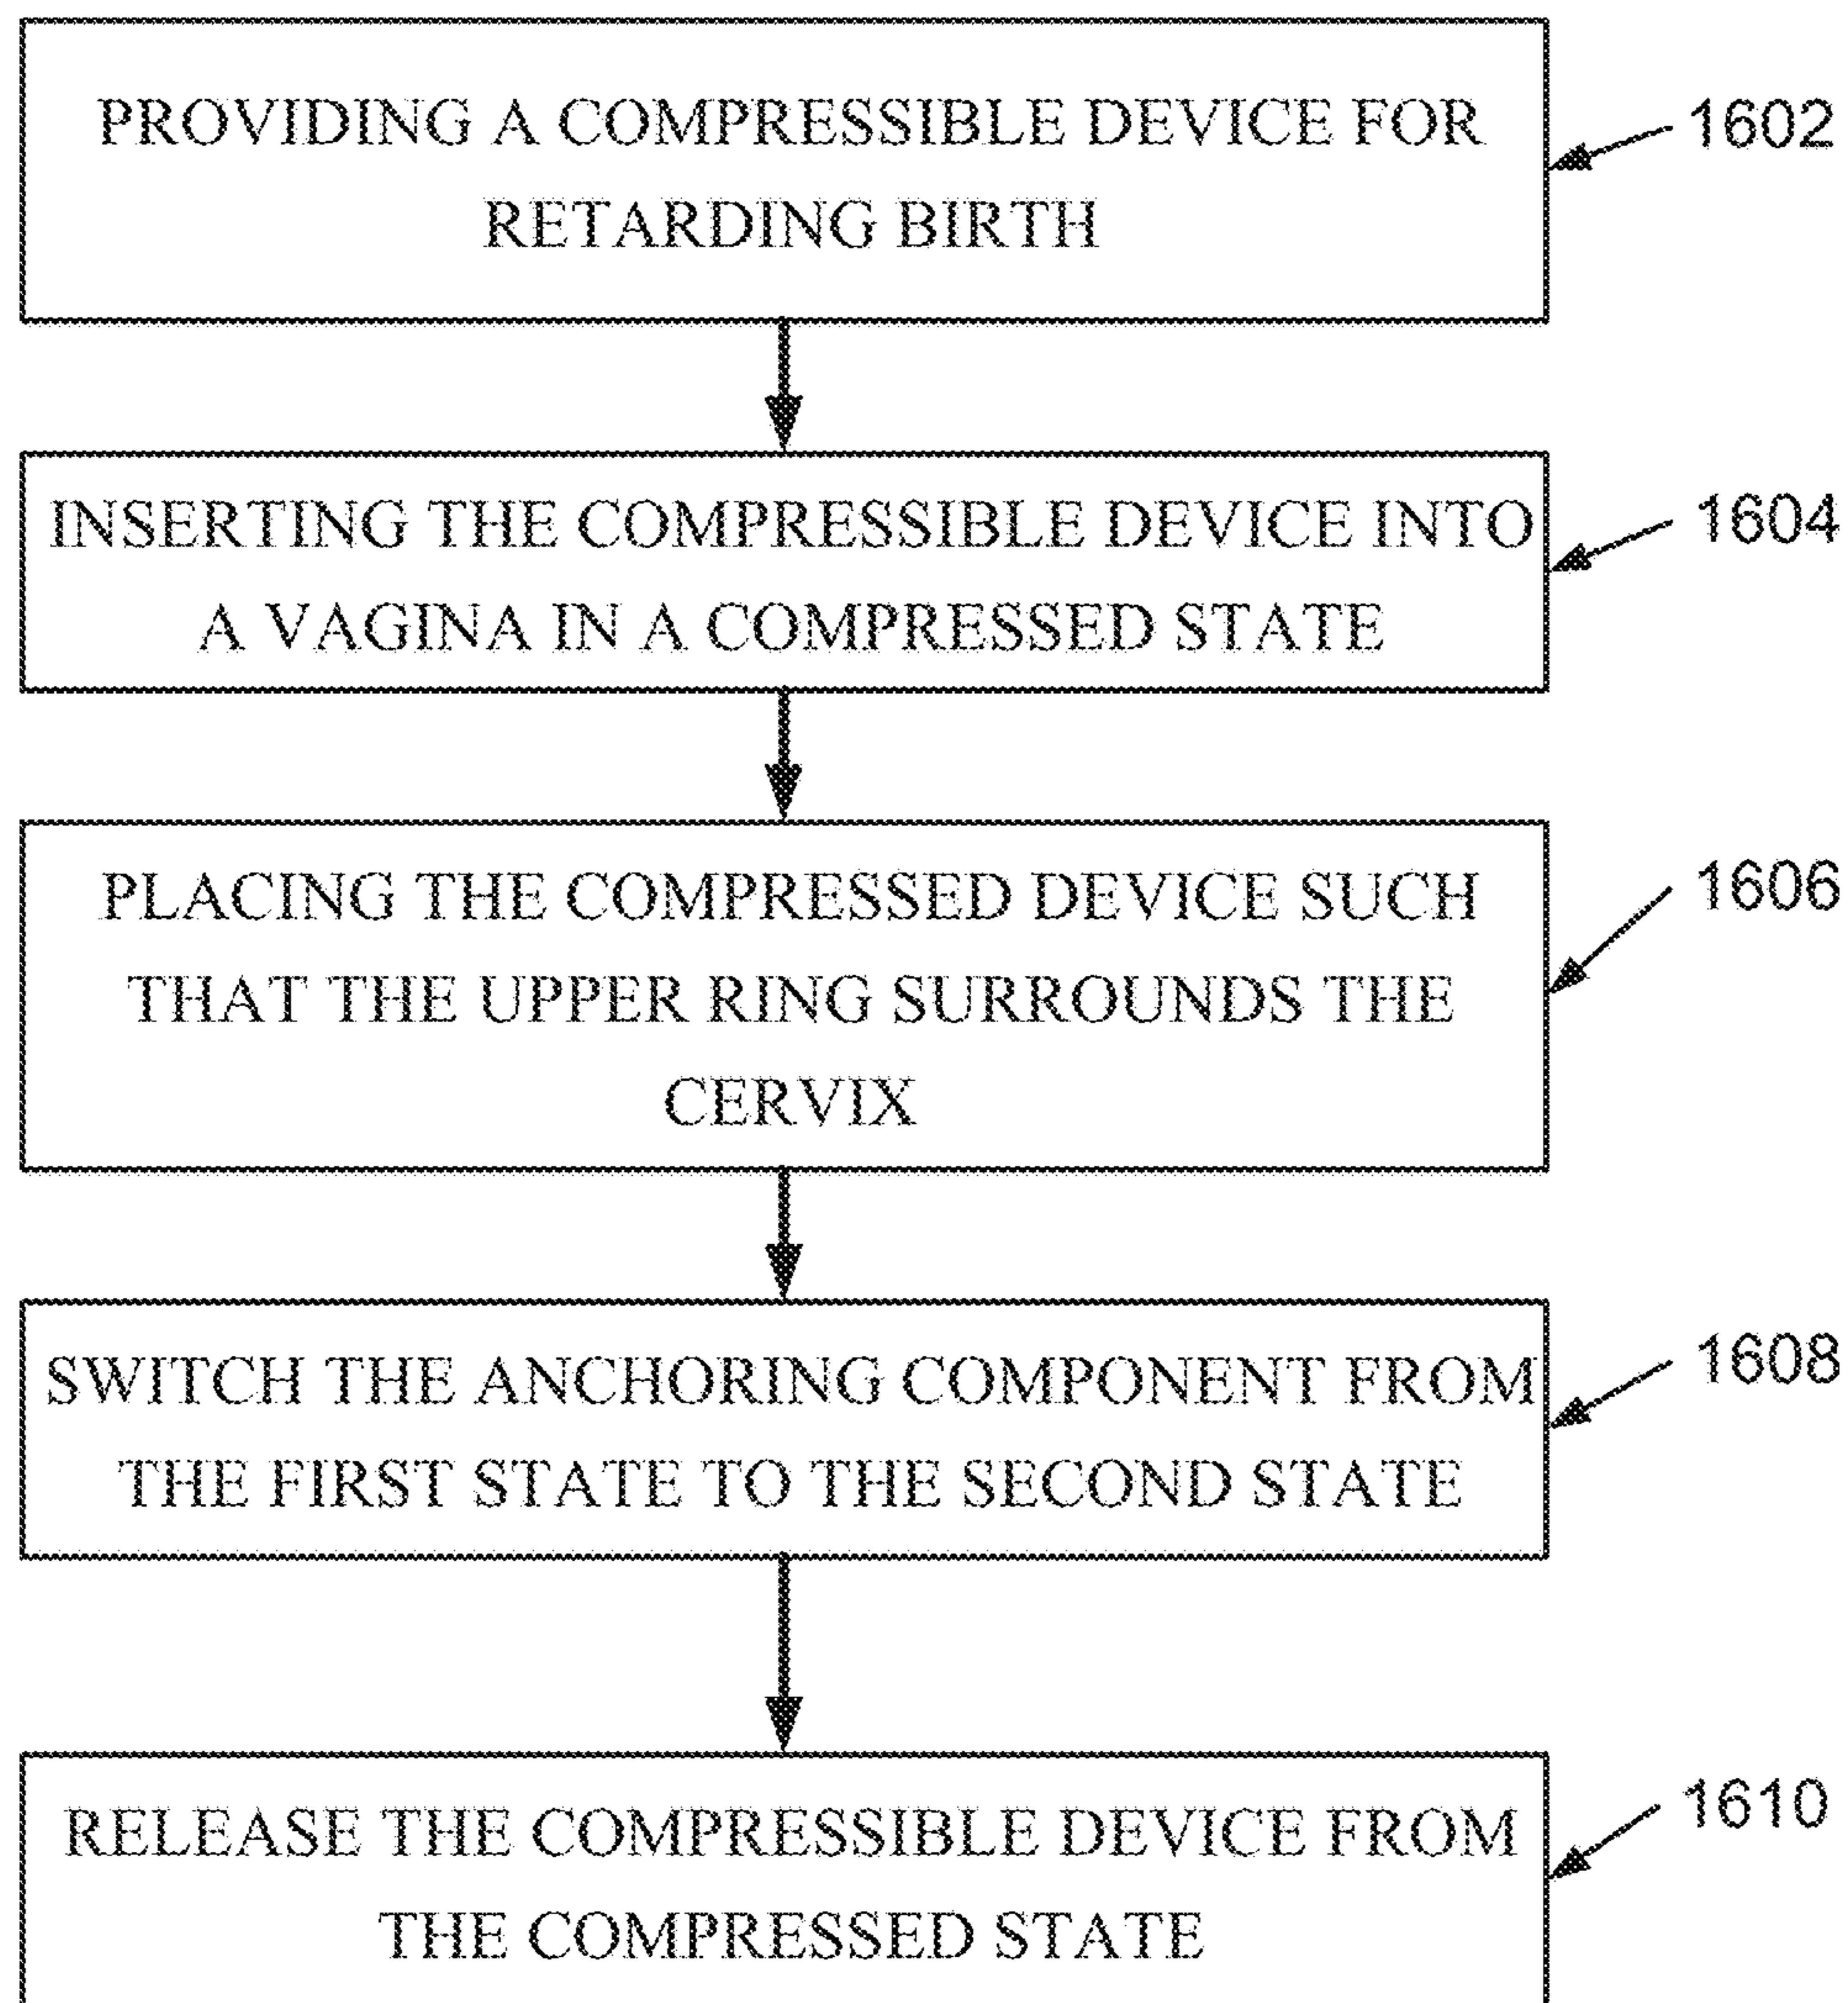 PROVIDING A COMPRESSIBLE DEVICE FOR
RETARDING BIRTH
1602
INSERTING THE COMPRESSIBLE DEVICE INTO
A VAGINA IN A COMPRESSED STATE
1604
PLACING THE COMPRESSED DEVICE SUCH
THAT THE UPPER RING SURROUNDS THE
CERVIX
1606
SWITCH THE ANCHORING COMPONENT FROM
THE FIRST STATE TO THE SECOND STATE
1608
RELEASE THE COMPRESSIBLE DEVICE FROM
THE COMPRESSED STATE
1610